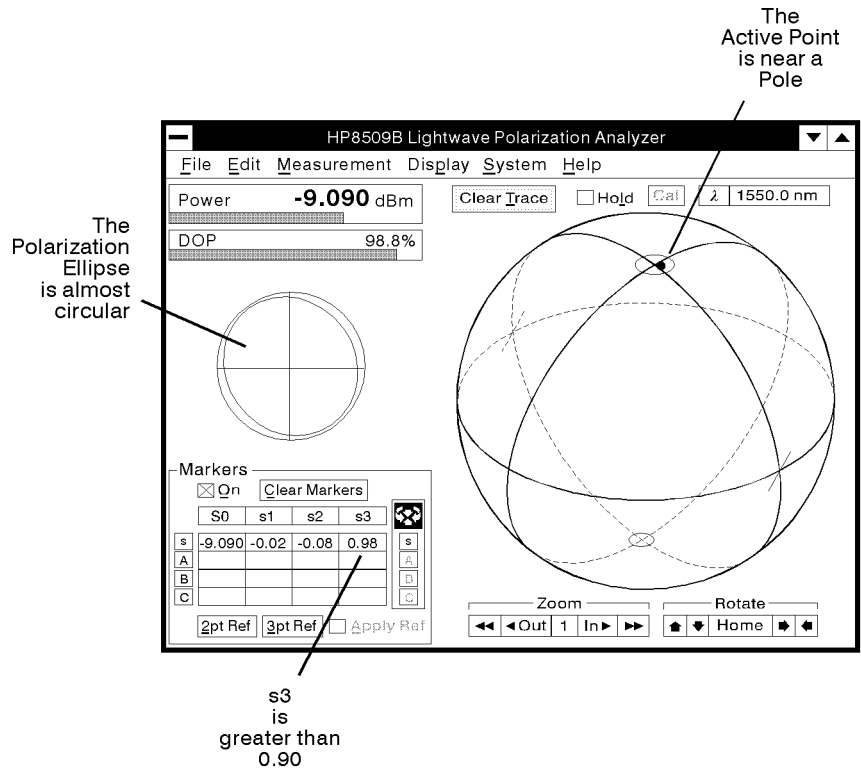 The
Active Point
is near a
Pole
HP8509B Lightwave Polarization Analyzer
File Edit Measurement Display System Help
Power -9.090 dBm
Clear Trace Hold Cal λ 1550.0 nm
DOP 98.8%
The
Polarization
Ellipse
is almost
circular
Markers
On Clear Markers
S0 s1 s2 s3
s -9.090 -0.02 -0.08 0.98 s
A A
B B
C C
2pt Ref 3pt Ref Apply Ref
Zoom Rotate
◄◄ ◄Out 1 In► ►► Home
s3
is
greater than
0.90